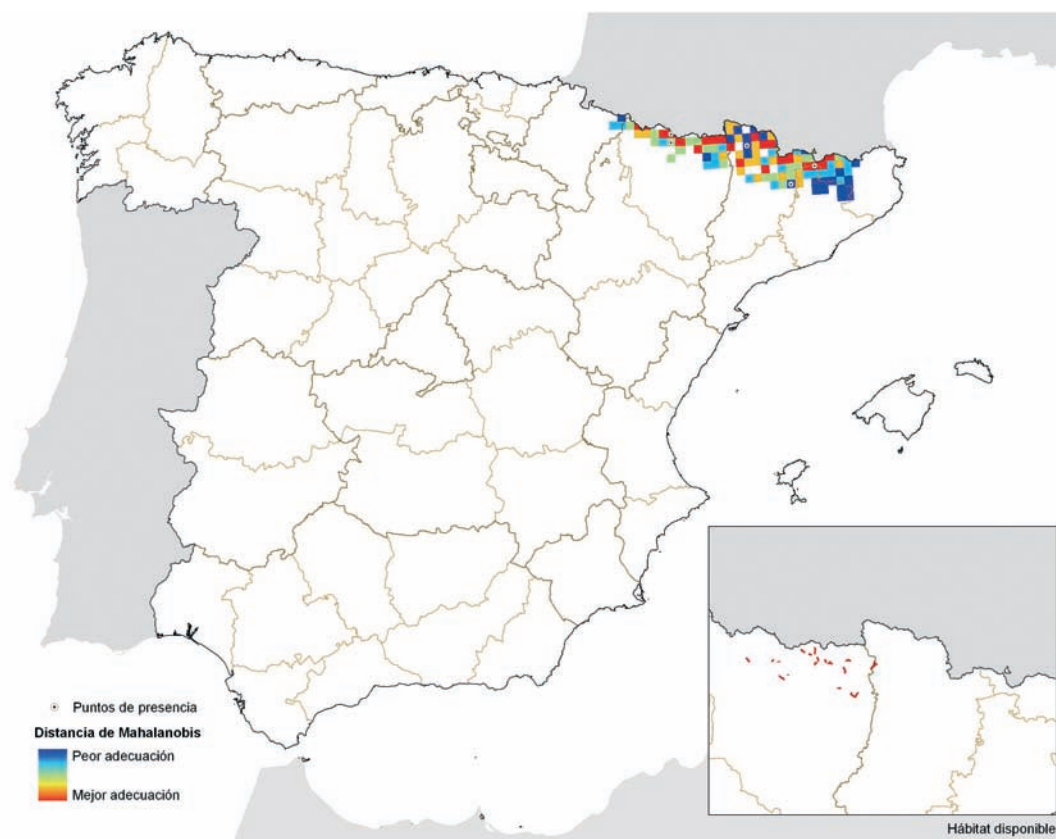 Puntos de presencia
Distancia de Mahalanobis
Peor adecuación
Mejor adecuación
Hábitat disponible